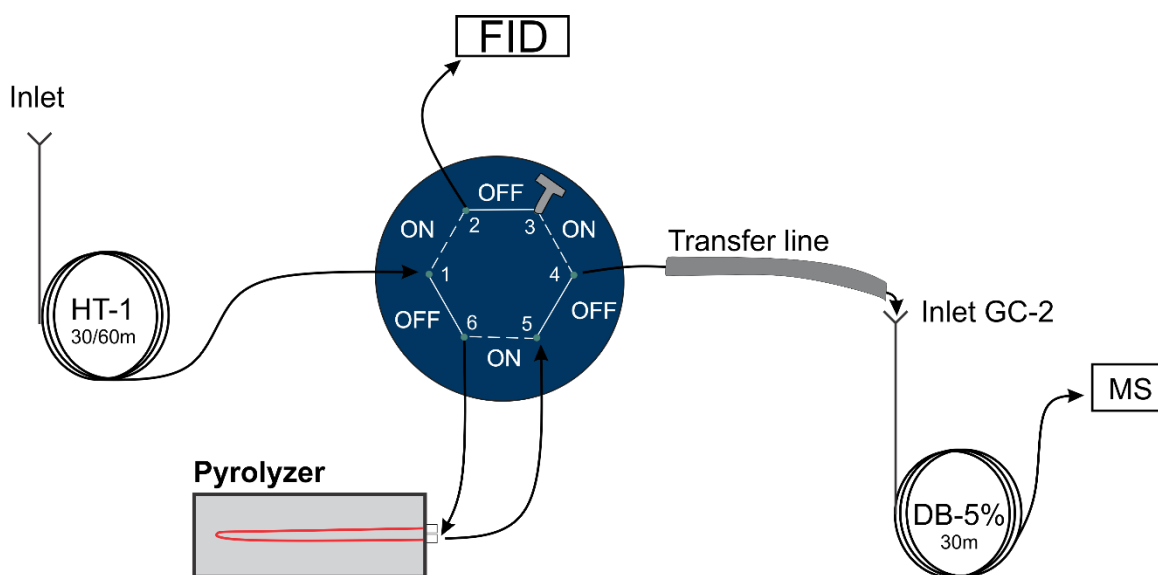 FID
Inlet
OFF
ON
2
3
ON
Transfer line
1
4
HT-1
30/60m
OFF
6
5
OFF
ON
Inlet GC-2
MS
Pyrolyzer
DB-5%
30m